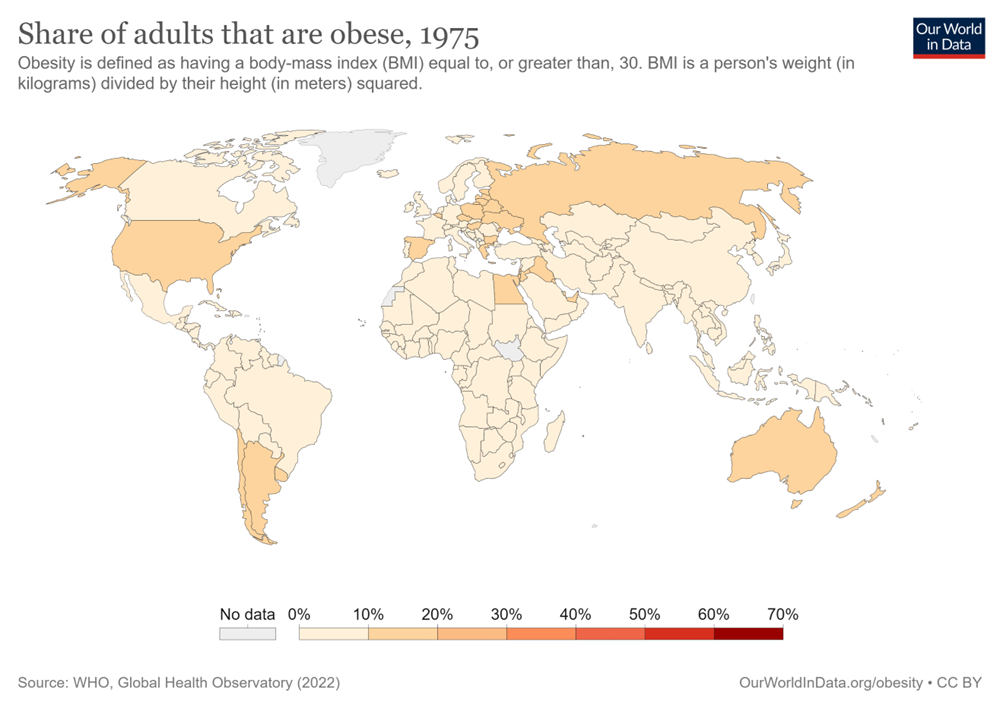 Share of adults that are obese, 1975
Our World
in Data
Obesity is defined as having a body-mass index (BMI) equal to, or greater than, 30. BMI is a person's weight (in
kilograms) divided by their height (in meters) squared.
No data 0% 10% 20% 30% 40% 50% 60% 70%
Source: WHO, Global Health Observatory (2022)
OurWorldInData.org/obesity • CC BY